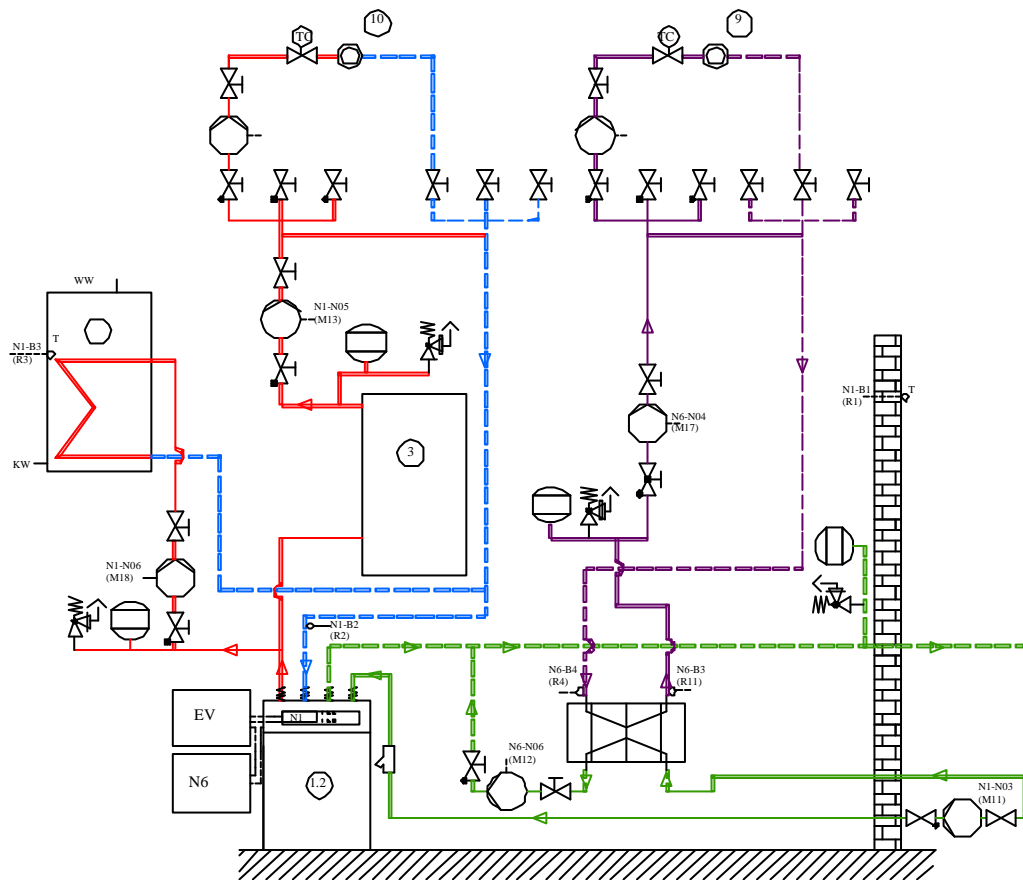 10
9
TC
TC
WW
N1-N05
(M13)
N1-B3
(R3)
T
N1-B1
(R1)
T
N6-N04
(M17)
3
KW
N1-N06
(M18)
N1-B2
(R2)
N6-B4
(R4)
N6-B3
(R11)
EV
N1
N6-N06
(M12)
N6
1.2
N1-N03
(M11)